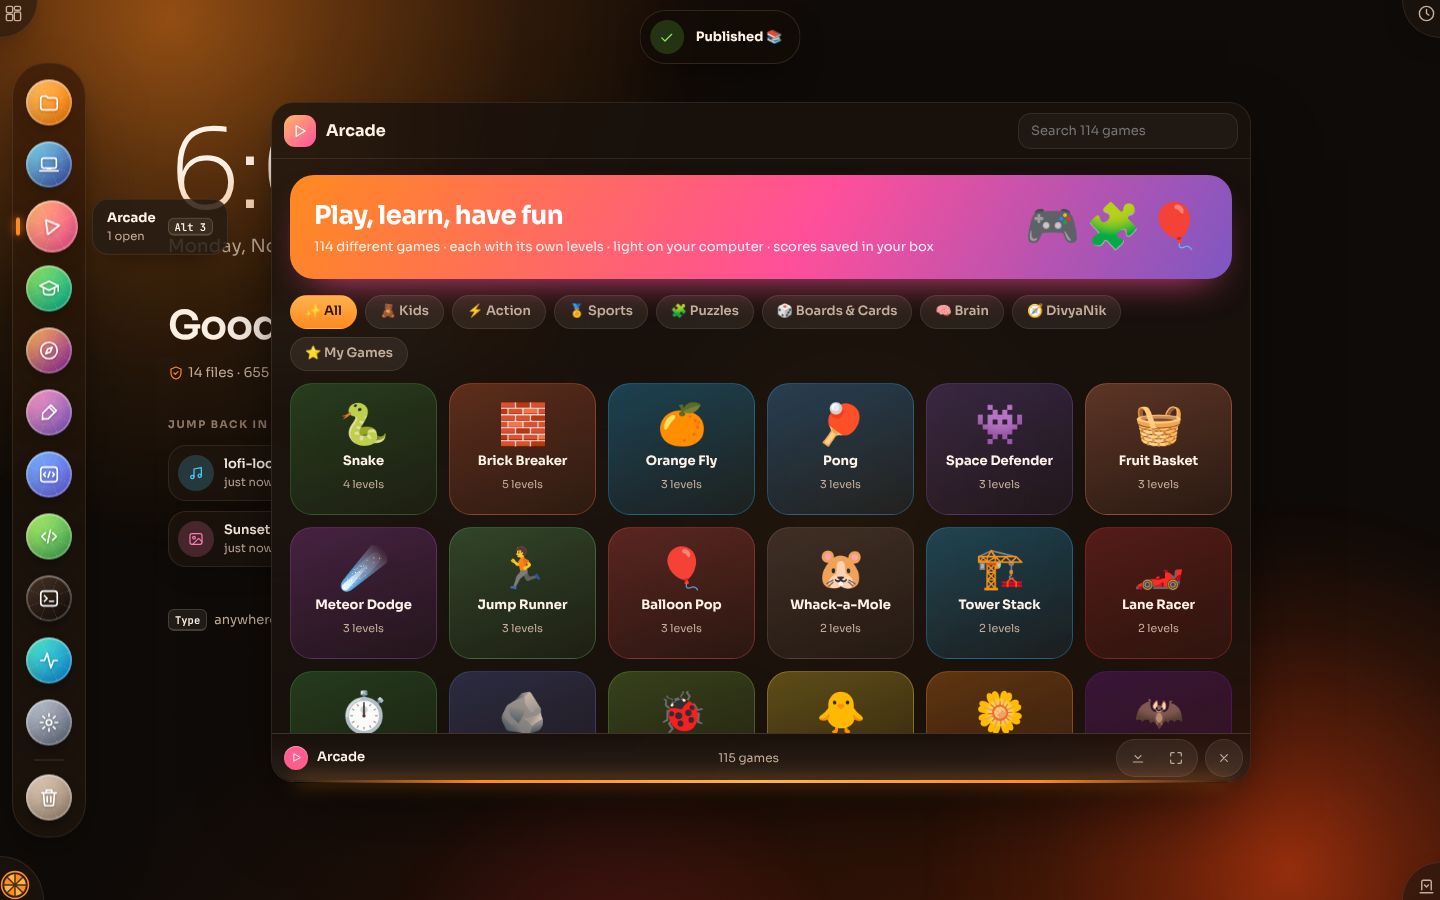 Published 📚
Arcade
Search 114 games
6:
Arcade
1 open
Alt 3
Monday, No
Play, learn, have fun
114 different games · each with its own levels · light on your computer · scores saved in your box
✨ All
🧸 Kids
⚡ Action
🏅 Sports
🧩 Puzzles
🎲 Boards & Cards
🧠 Brain
🧭 DivyaNik
⭐ My Games
Good
14 files · 655
JUMP BACK IN
lofi-loo
just now
Sunset
just now
Type anywhere
Snake
4 levels
Brick Breaker
5 levels
Orange Fly
3 levels
Pong
3 levels
Space Defender
3 levels
Fruit Basket
3 levels
Meteor Dodge
3 levels
Jump Runner
3 levels
Balloon Pop
3 levels
Whack-a-Mole
2 levels
Tower Stack
2 levels
Lane Racer
2 levels
Arcade
115 games